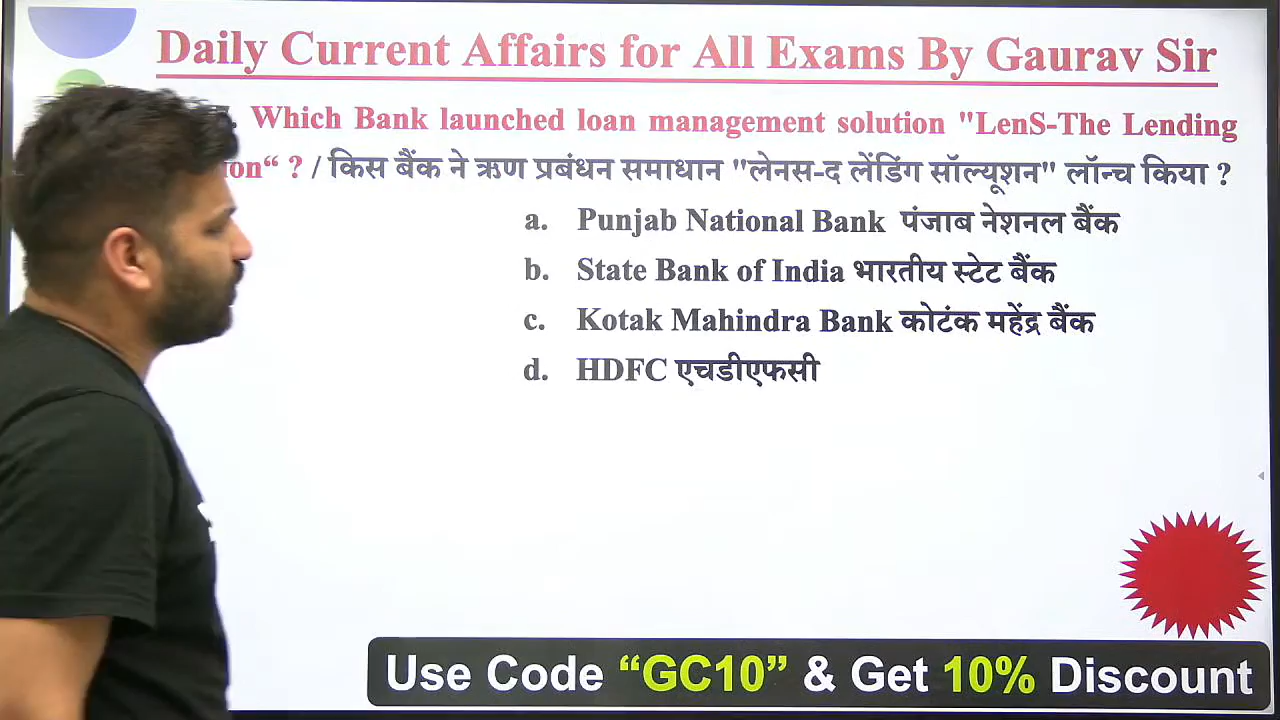 Daily Current Affairs for All Exams By Gaurav Sir
Which Bank launched loan management solution "LenS-The Lending
? / किस बैंक ने ऋण प्रबंधन समाधान "लेनस-द लेंडिंग सॉल्यूशन" लॉन्च किया ?
a. Punjab National Bank पंजाब नेशनल बैंक
b. State Bank of India भारतीय स्टेट बैंक
c. Kotak Mahindra Bank कोटंक महेंद्र बैंक
d. HDFC एचडीएफसी
Use Code “GC10” & Get 10% Discount